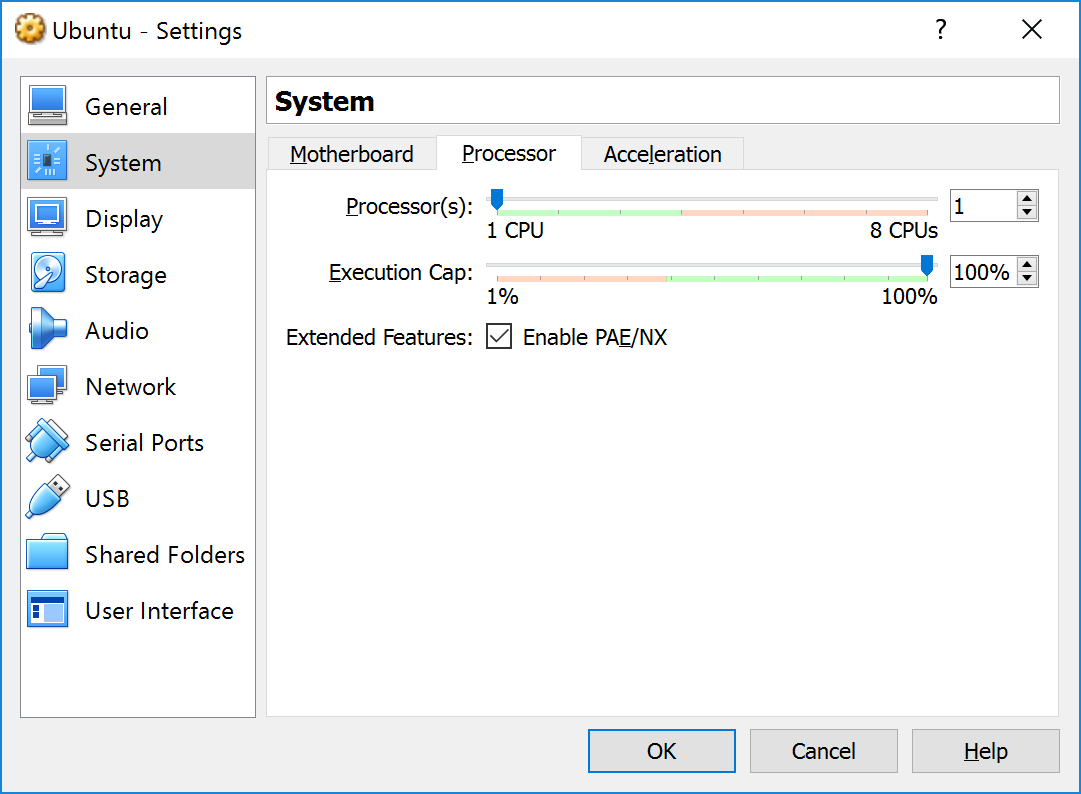 Ubuntu - Settings ?
General
System
Display
Storage
Audio
Network
Serial Ports
USB
Shared Folders
User Interface
System
Motherboard Processor Acceleration
Processor(s): 1
1 CPU 8 CPUs
Execution Cap: 100%
1% 100%
Extended Features: Enable PAE/NX
OK Cancel Help